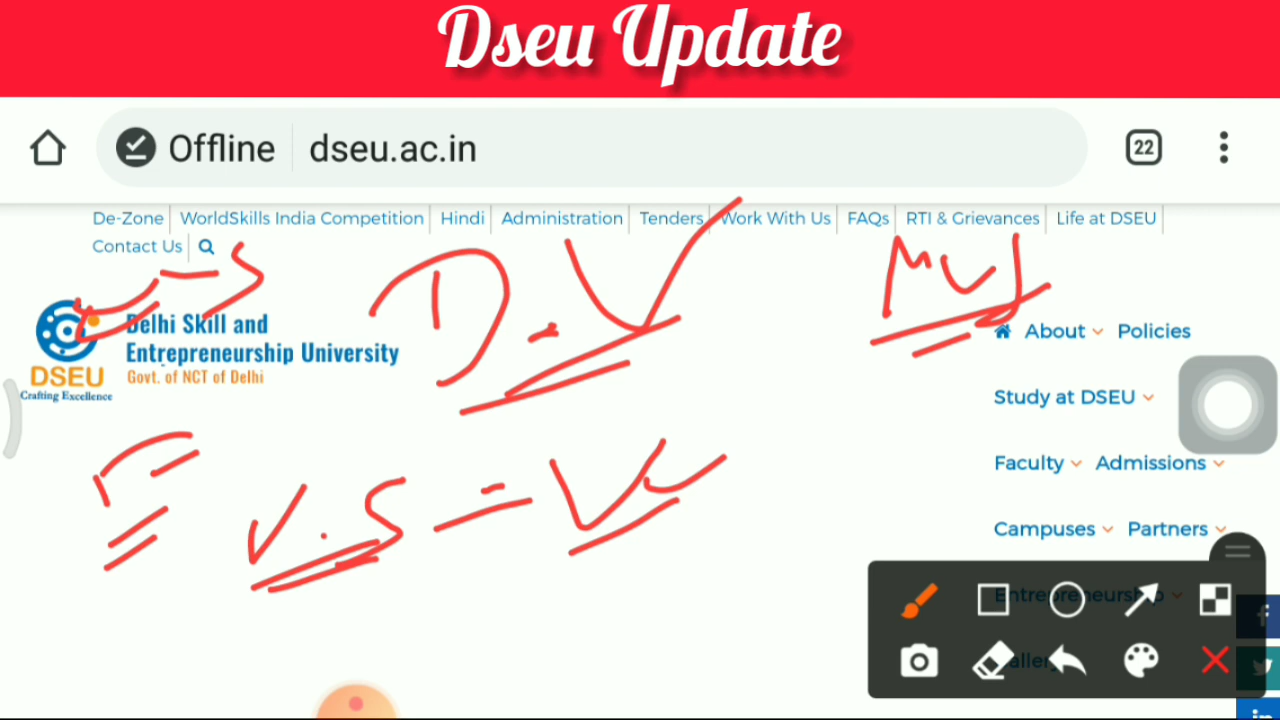 Dseu Update
Offline dseu.ac.in 22
De-Zone WorldSkills India Competition Hindi Administration Tenders Work With Us FAQs RTI & Grievances Life at DSEU
Contact Us
D.V
Delhi Skill and
Entrepreneurship University
Govt. of NCT of Delhi
DSEU
Crafting Excellence
About Policies
Study at DSEU
Faculty Admissions
V.S =
Campuses Partners
Entrepreneurship